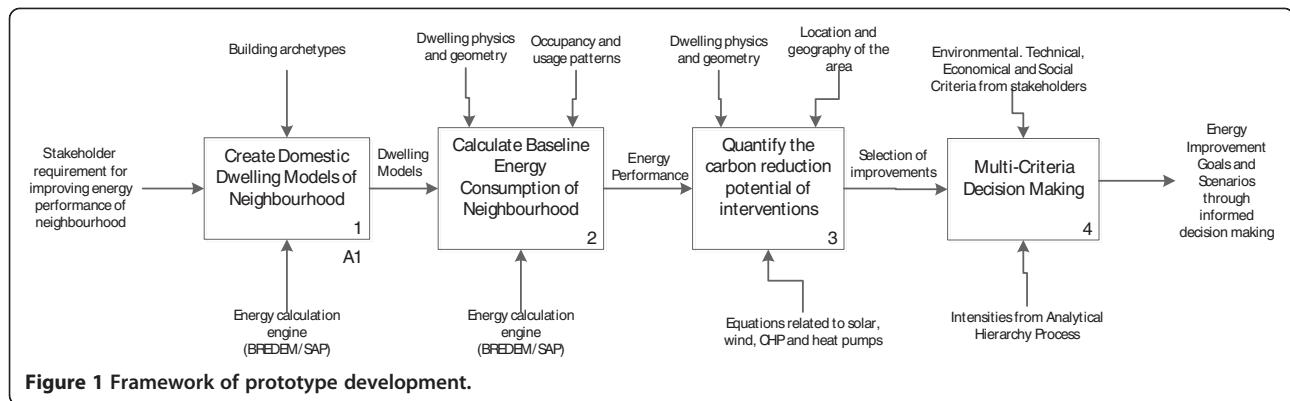 Building archetypes
Dwelling physics
and geometry
Occupancy and
usage patterns
Dwelling physics
and geometry
Location and
geography of the
area
Environmental. Technical,
Economical and Social
Criteria from stakeholders
Stakeholder
requirement for
improving energy
performance of
neighbourhood
Create Domestic
Dwelling Models of
Neighbourhood
1
A1
Dwelling
Models
Calculate Baseline
Energy
Consumption of
Neighbourhood
2
Energy
Performance
Quantify the
carbon reduction
potential of
interventions
3
Selection of
improvements
Multi-Criteria
Decision Making
4
Energy
Improvement
Goals and
Scenarios
through
informed
decision making
Energy calculation
engine
(BREDEM/SAP)
Energy calculation
engine
(BREDEM/SAP)
Equations related to solar,
wind, CHP and heat pumps
Intensities from Analytical
Hierarchy Process
Figure 1 Framework of prototype development.